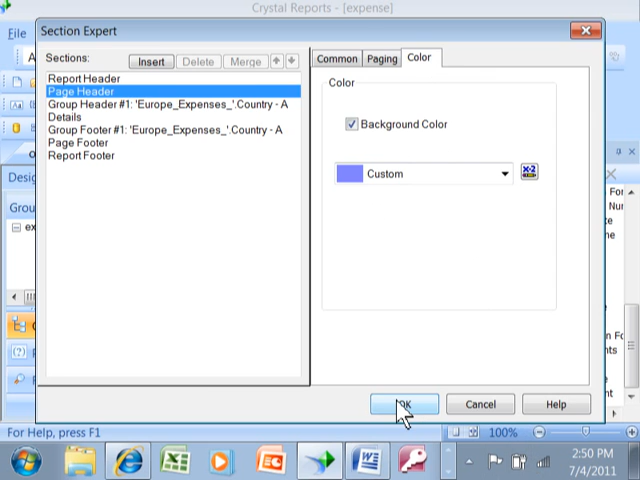 Crystal Reports - [expense]
File
Section Expert
Sections:
Insert
Delete
Merge
Common
Paging
Color
Report Header
Page Header
Group Header #1: 'Europe_Expenses_'.Country - A
Details
Group Footer #1: 'Europe_Expenses_'.Country - A
Page Footer
Report Footer
Color
Background Color
Custom
X-2
OK
Cancel
Help
For Help, press F1
100%
2:50 PM
7/4/2011